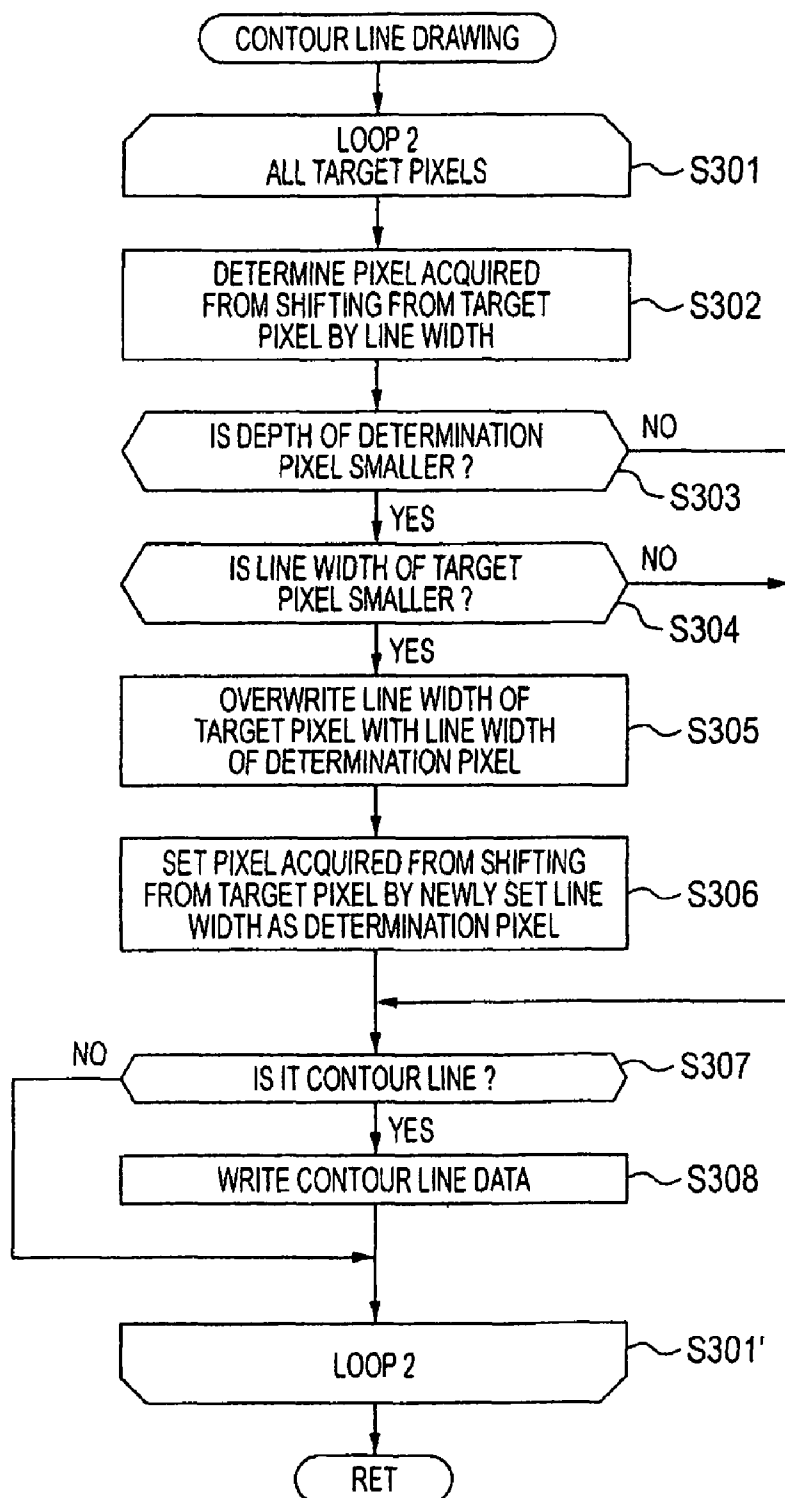 CONTOUR LINE DRAWING
LOOP 2
ALL TARGET PIXELS
S301
DETERMINE PIXEL ACQUIRED
FROM SHIFTING FROM TARGET
PIXEL BY LINE WIDTH
S302
IS DEPTH OF DETERMINATION
PIXEL SMALLER ?
NO
S303
YES
IS LINE WIDTH OF TARGET
PIXEL SMALLER ?
NO
S304
YES
OVERWRITE LINE WIDTH OF
TARGET PIXEL WITH LINE WIDTH
OF DETERMINATION PIXEL
S305
SET PIXEL ACQUIRED FROM SHIFTING
FROM TARGET PIXEL BY NEWLY SET LINE
WIDTH AS DETERMINATION PIXEL
S306
NO
IS IT CONTOUR LINE ?
S307
YES
WRITE CONTOUR LINE DATA
S308
LOOP 2
S301'
RET